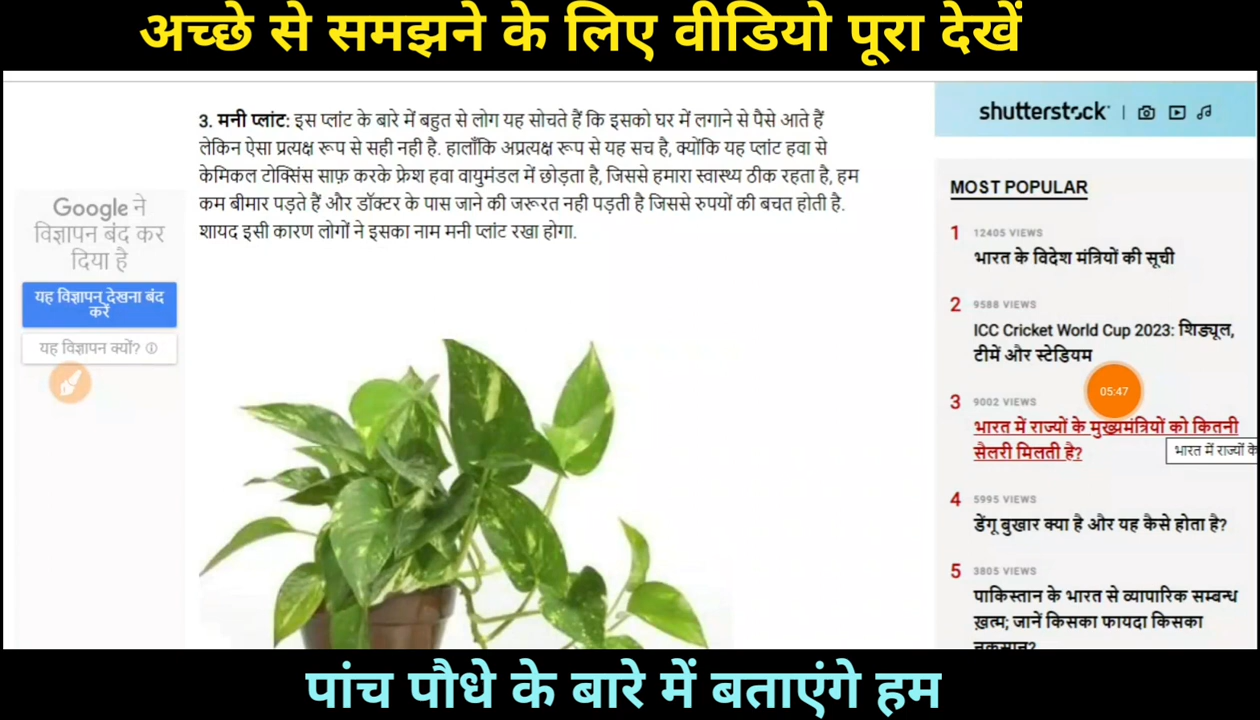 अच्छे से समझने के लिए वीडियो पूरा देखें
3. मनी प्लांट: इस प्लांट के बारे में बहुत से लोग यह सोचते हैं कि इसको घर में लगाने से पैसे आते हैं
लेकिन ऐसा प्रत्यक्ष रूप से सही नही है. हालाँकि अप्रत्यक्ष रूप से यह सच है, क्योंकि यह प्लांट हवा से
केमिकल टोक्सिंस साफ़ करके फ्रेश हवा वायुमंडल में छोड़ता है, जिससे हमारा स्वास्थ्य ठीक रहता है, हम
कम बीमार पड़ते हैं और डॉक्टर के पास जाने की जरूरत नही पड़ती है जिससे रुपयों की बचत होती है.
शायद इसी कारण लोगों ने इसका नाम मनी प्लांट रखा होगा.
Google ने
विज्ञापन बंद कर
दिया है
यह विज्ञापन देखना बंद
करें
यह विज्ञापन क्यों?
shutterstock
MOST POPULAR
1 12405 VIEWS
भारत के विदेश मंत्रियों की सूची
2 9588 VIEWS
ICC Cricket World Cup 2023: शिड्यूल,
टीमें और स्टेडियम
05:47
3 9002 VIEWS
भारत में राज्यों के मुख्यमंत्रियों को कितनी
सैलरी मिलती है?
भारत में राज्यों के
4 5995 VIEWS
डेंगू बुखार क्या है और यह कैसे होता है?
5 3805 VIEWS
पाकिस्तान के भारत से व्यापारिक सम्बन्ध
ख़त्म; जानें किसका फायदा किसका
नुकसान?
पांच पौधे के बारे में बताएंगे हम